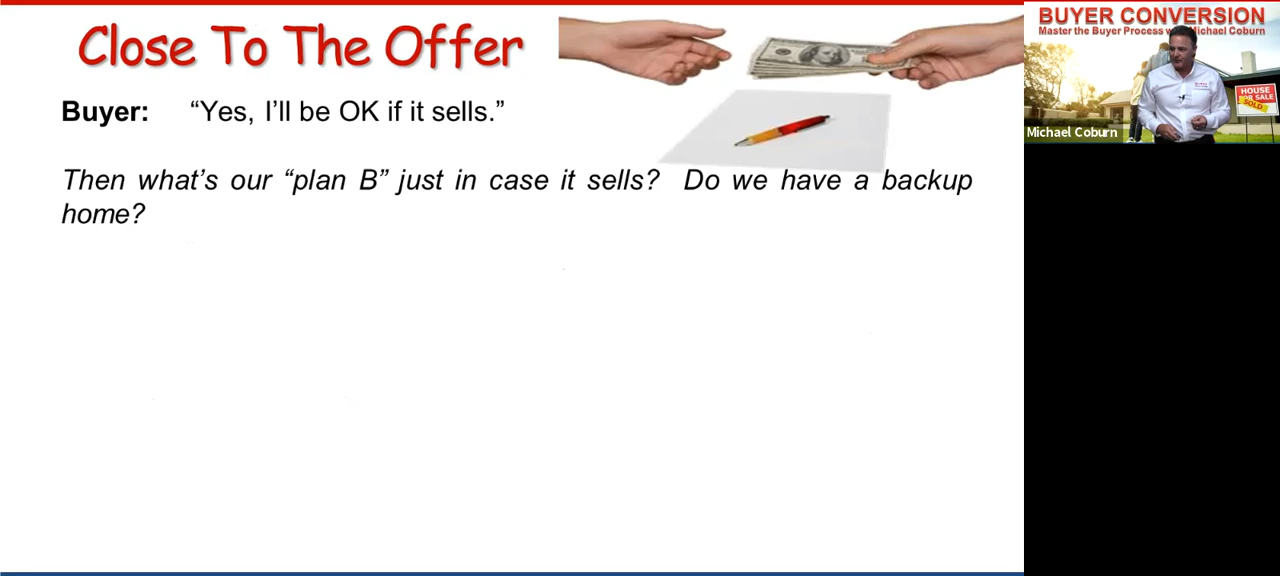 Close To The Offer
Buyer: “Yes, I’ll be OK if it sells.”
Then what’s our “plan B” just in case it sells? Do we have a backup
home?
BUYER CONVERSION
Master the Buyer Process w Michael Coburn
HOUSE
FOR SALE
SOLD
Michael Coburn